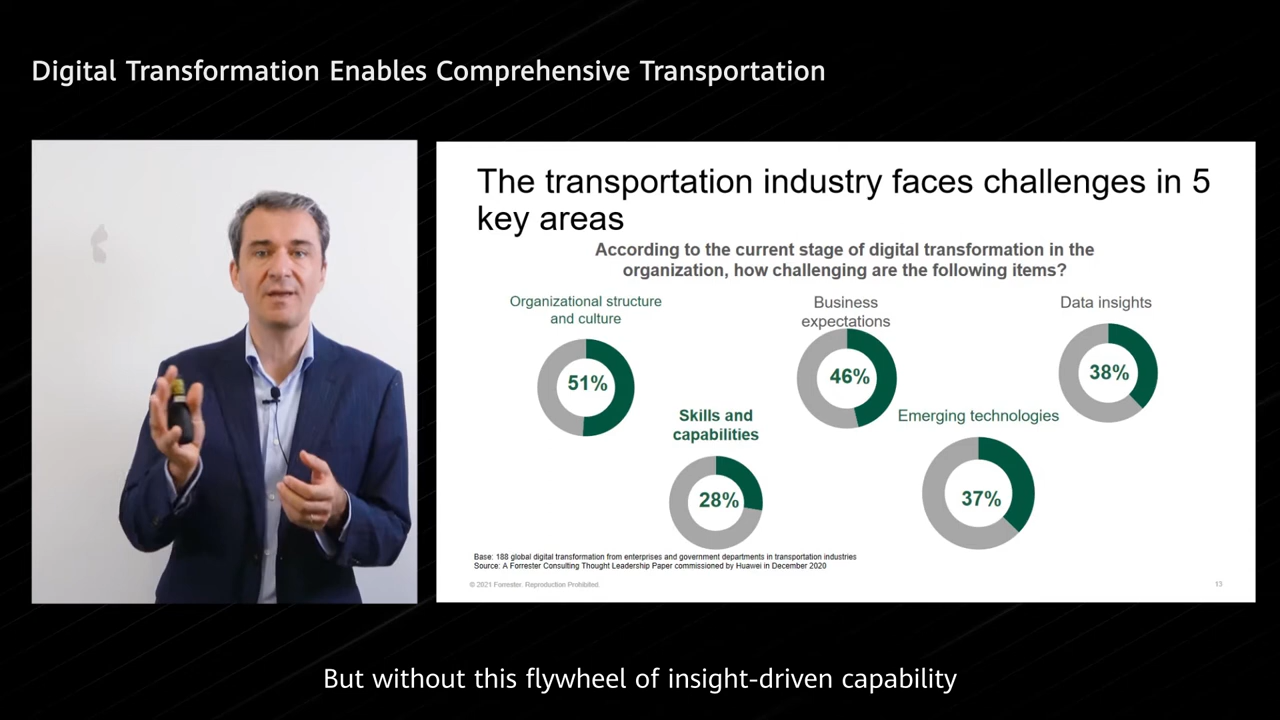 Digital Transformation Enables Comprehensive Transportation
The transportation industry faces challenges in 5
key areas
According to the current stage of digital transformation in the
organization, how challenging are the following items?
Organizational structure
and culture
51%
Business
expectations
46%
Data insights
38%
Skills and
capabilities
28%
Emerging technologies
37%
Base: 188 global digital transformation from enterprises and government departments in transportation industries
Source: A Forrester Consulting Thought Leadership Paper commissioned by Huawei in December 2020
© 2021 Forrester. Reproduction Prohibited.
13
But without this flywheel of insight-driven capability